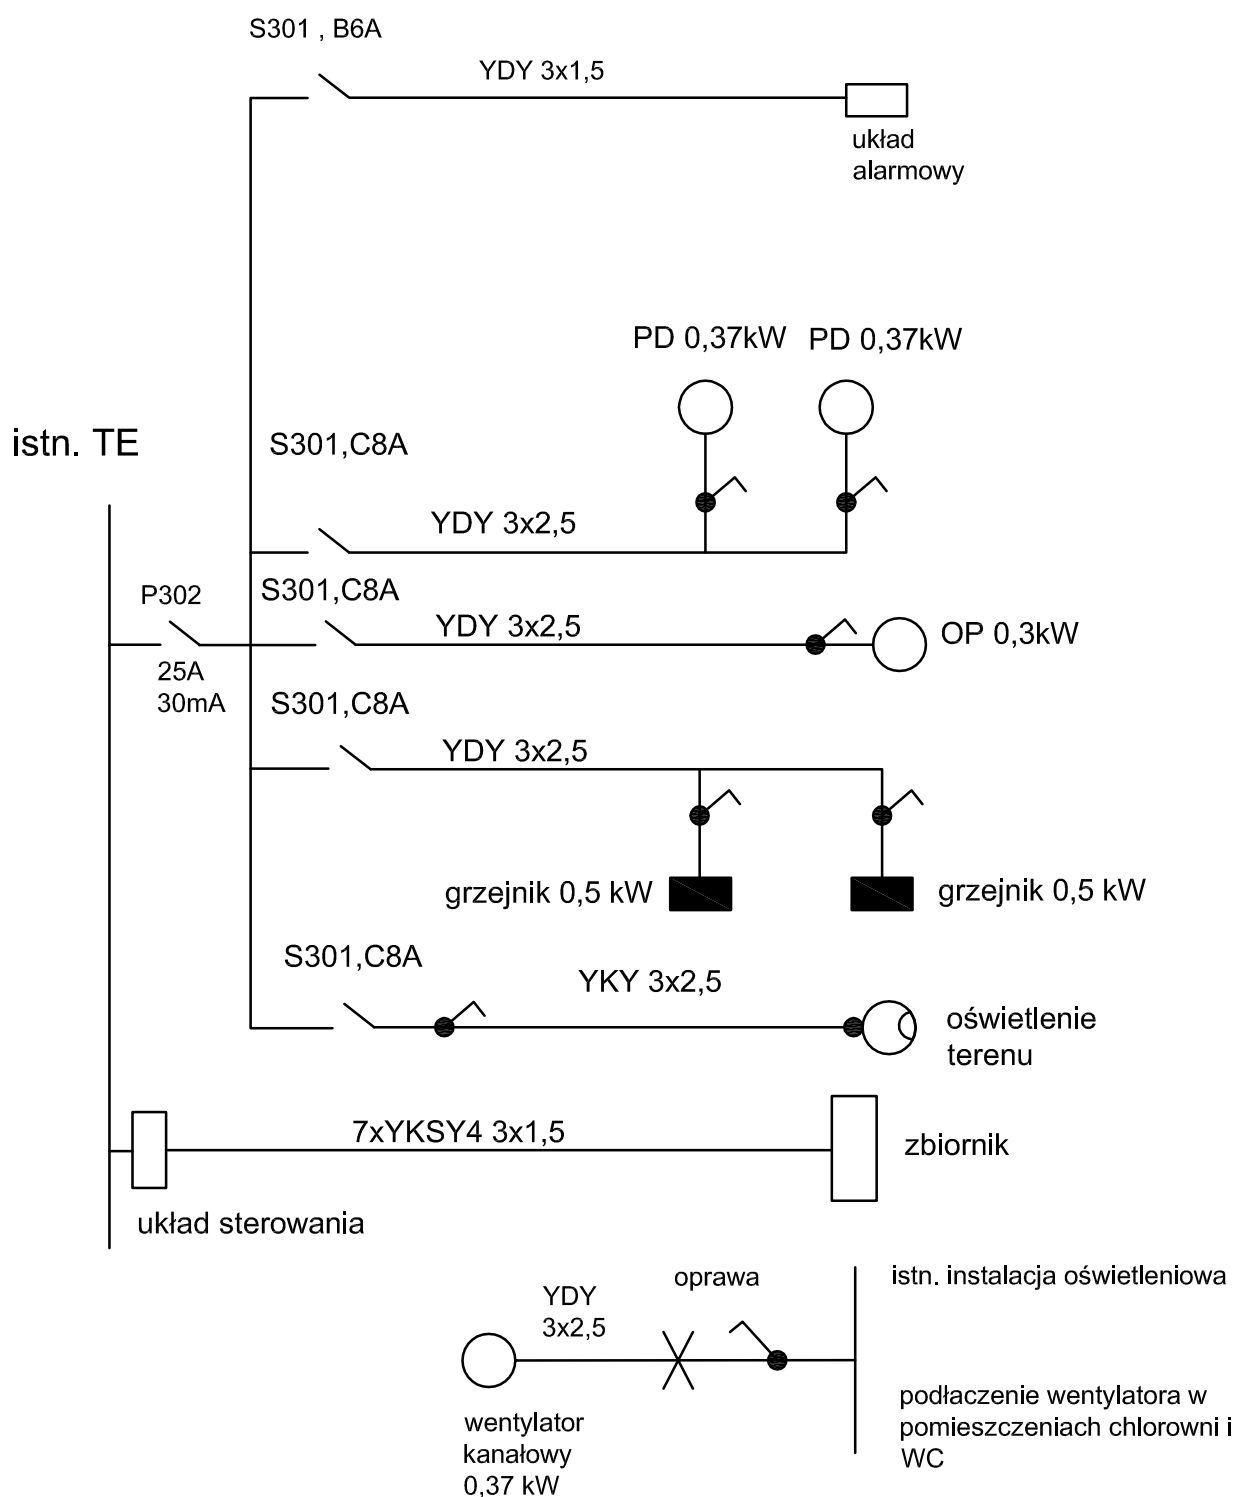 S301 , B6A
YDY 3x1,5
układ
alarmowy
PD 0,37kW
PD 0,37kW
istn. TE
S301,C8A
YDY 3x2,5
P302
S301,C8A
YDY 3x2,5
OP 0,3kW
25A
30mA
S301,C8A
YDY 3x2,5
grzejnik 0,5 kW
grzejnik 0,5 kW
S301,C8A
YKY 3x2,5
oświetlenie
terenu
7xYKSY4 3x1,5
zbiornik
układ sterowania
oprawa
istn. instalacja oświetleniowa
YDY
3x2,5
podłaczenie wentylatora w
pomieszczeniach chlorowni i
WC
wentylator
kanałowy
0,37 kW